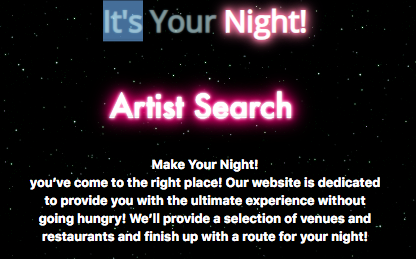 It's Your Night!
Artist Search
Make Your Night!
you've come to the right place! Our website is dedicated
to provide you with the ultimate experience without
going hungry! We'll provide a selection of venues and
restaurants and finish up with a route for your night!